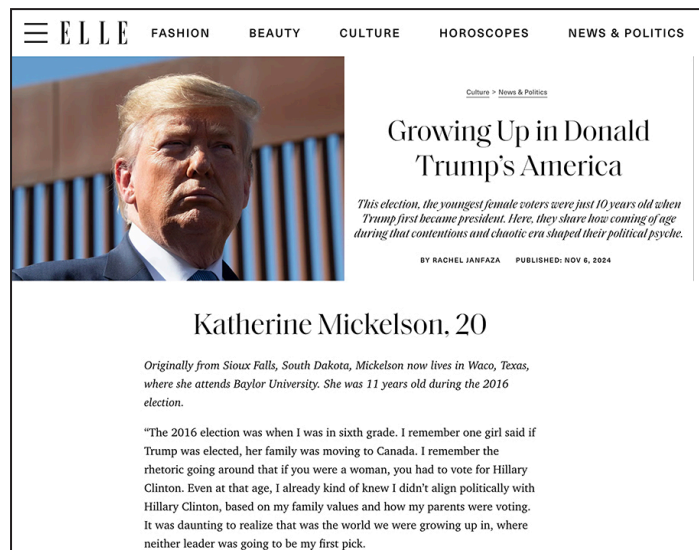 ELLE FASHION BEAUTY CULTURE HOROSCOPES NEWS & POLITICS
Culture > News & Politics
Growing Up in Donald
Trump's America
This election, the youngest female voters were just 10 years old when
Trump first became president. Here, they share how coming of age
during that contentious and chaotic era shaped their political psyche.
BY RACHEL JANFAZA PUBLISHED: NOV 6, 2024
Katherine Mickelson, 20
Originally from Sioux Falls, South Dakota, Mickelson now lives in Waco, Texas,
where she attends Baylor University. She was 11 years old during the 2016
election.
“The 2016 election was when I was in sixth grade. I remember one girl said if
Trump was elected, her family was moving to Canada. I remember the
rhetoric going around that if you were a woman, you had to vote for Hillary
Clinton. Even at that age, I already kind of knew I didn’t align politically with
Hillary Clinton, based on my family values and how my parents were voting.
It was daunting to realize that was the world we were growing up in, where
neither leader was going to be my first pick.